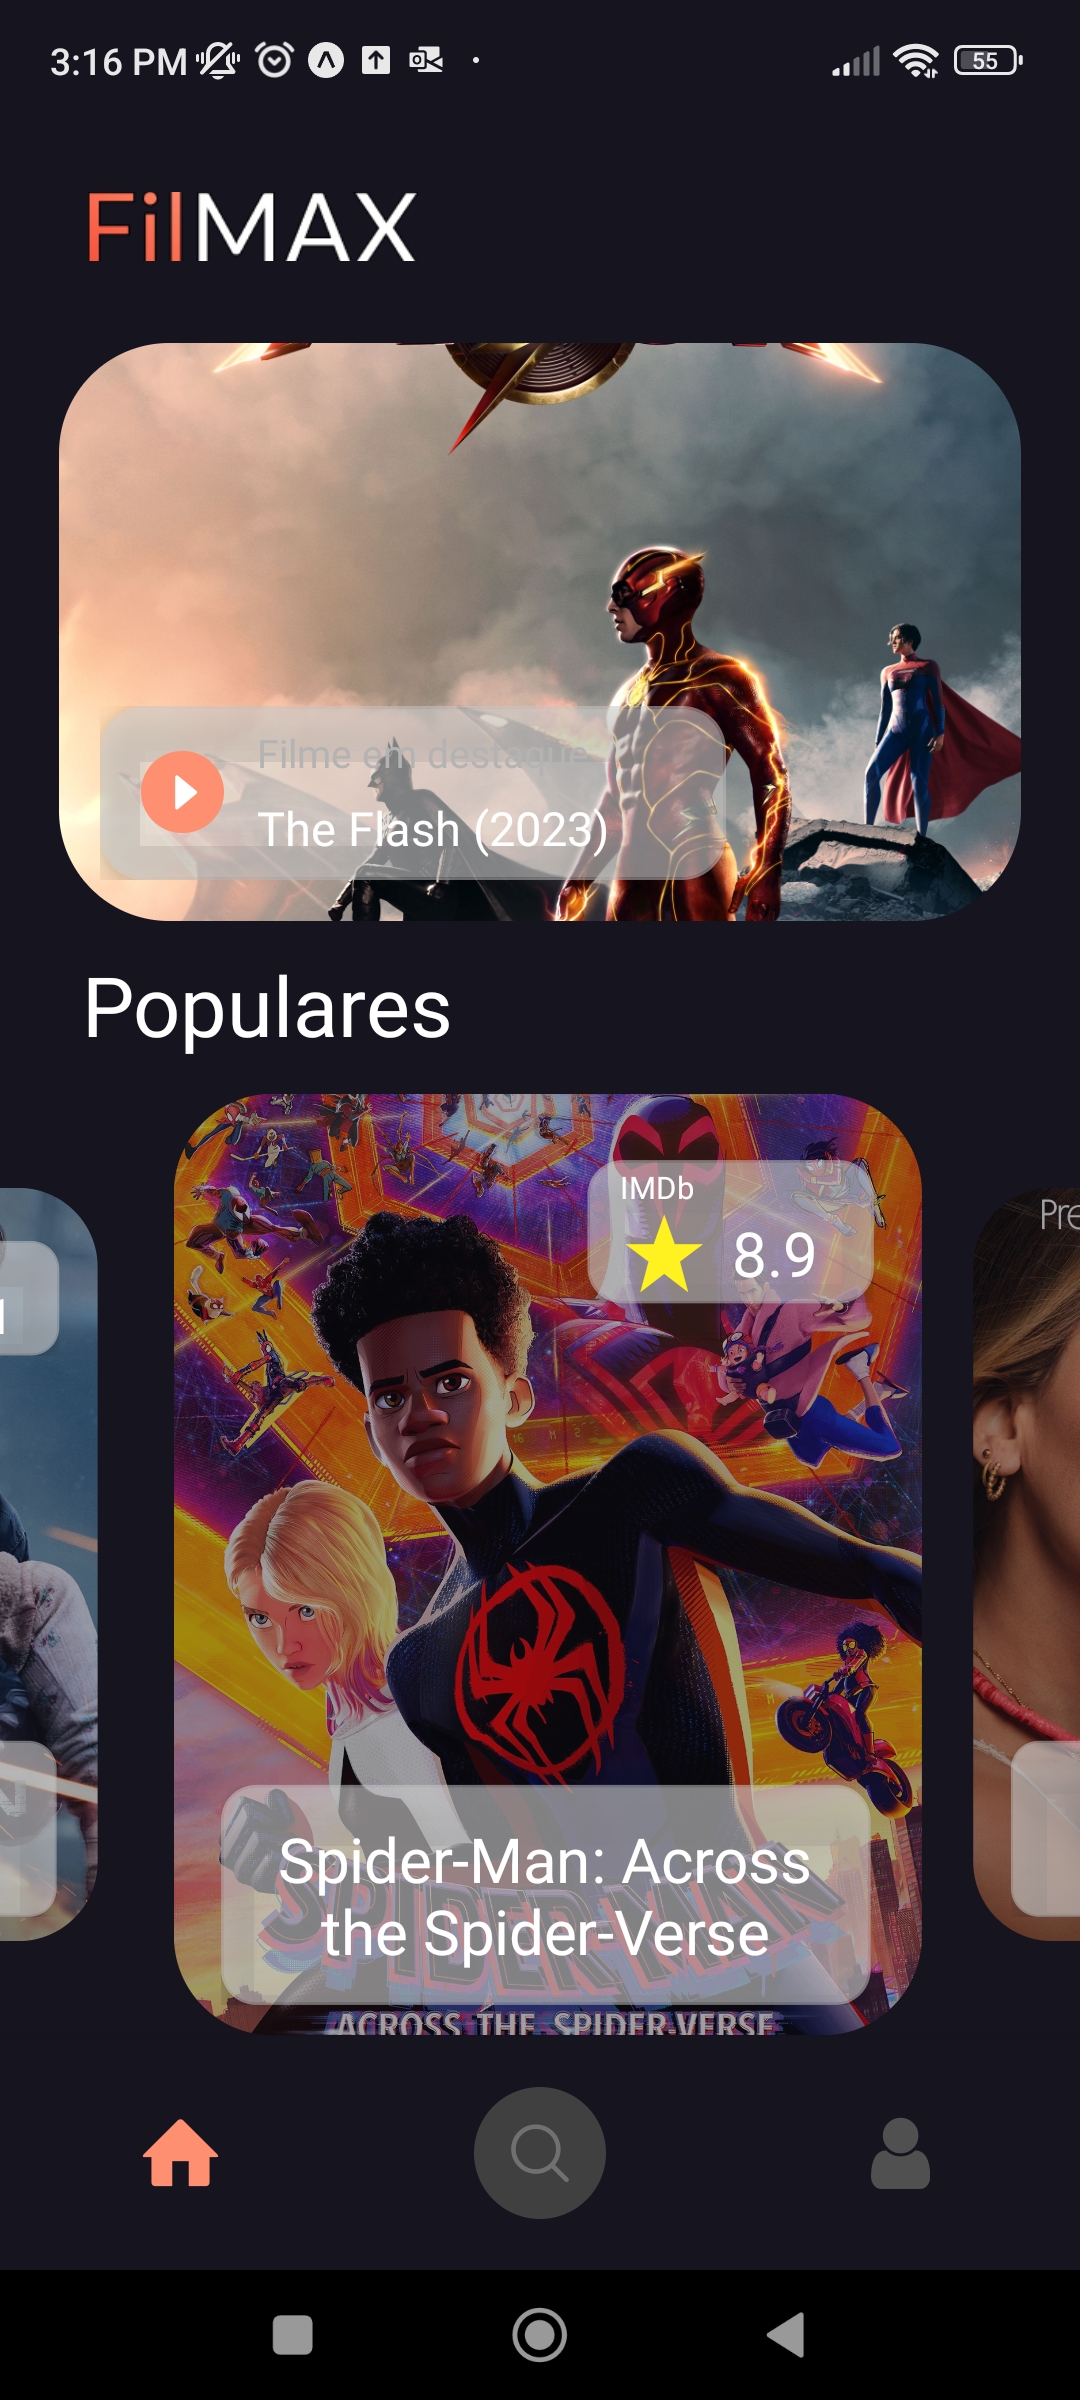 3:16 PM
55
FilMAX
Filme em destaque
The Flash (2023)
Populares
IMDb
8.9
Pre
Spider-Man: Across
the Spider-Verse
SPIDER-MAN
ACROSS THE SPIDER-VERSE